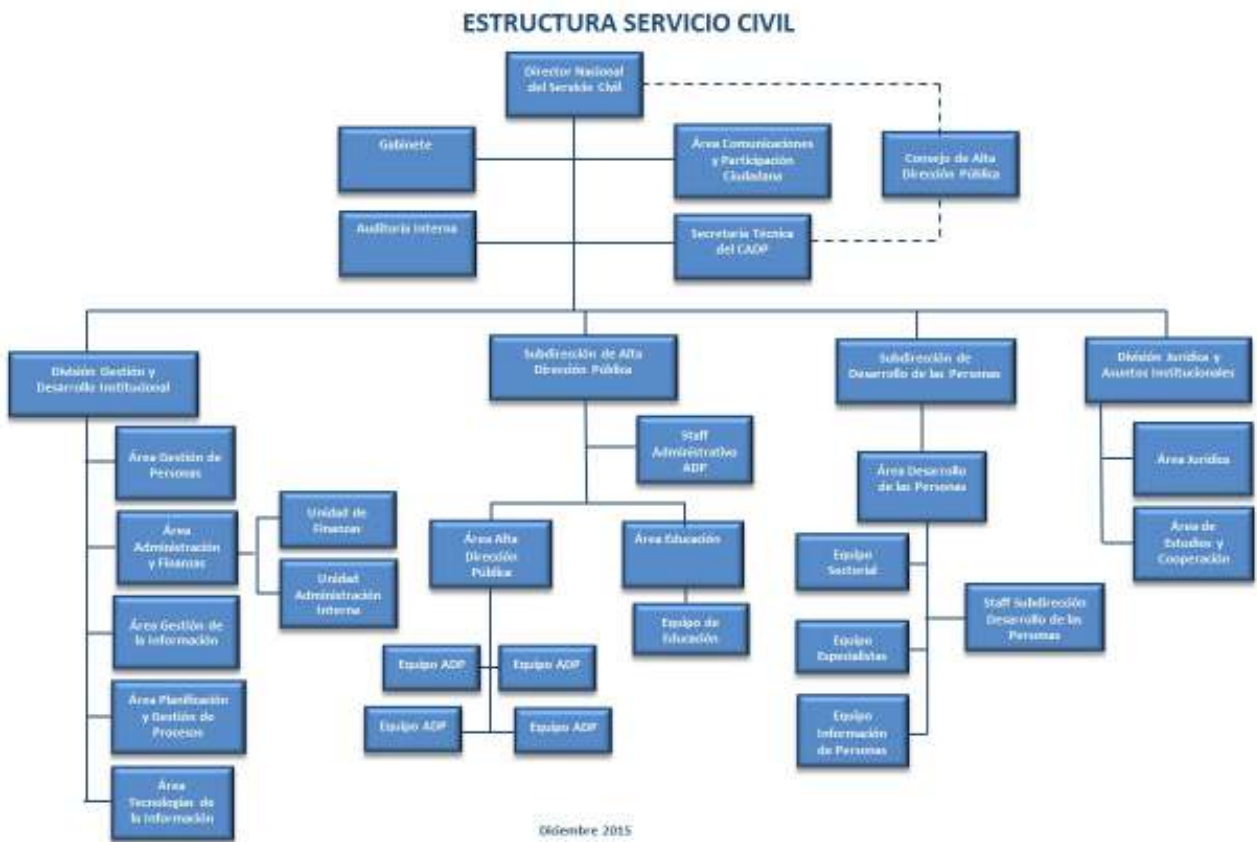 ESTRUCTURA SERVICIO CIVIL
Director Nacional
del Servicio Civil
Gabinete
Área Comunicaciones
y Participación
Ciudadana
Consejo de Alta
Dirección Pública
Auditoría Interna
Secretaría Técnica
del CADP
División Gestión y
Desarrollo Institucional
Subdirección de Alta
Dirección Pública
Subdirección de
Desarrollo de las Personas
División Jurídica y
Asuntos Institucionales
Área Gestión de
Personas
Área
Administración
y Finanzas
Unidad de
Finanzas
Unidad
Administración
Interna
Área Gestión de
la Información
Área Planificación
y Gestión de
Procesos
Área
Tecnologías de
la Información
Staff
Administrativo
ADP
Área Alta
Dirección
Pública
Área Educación
Equipo de
Educación
Equipo ADP
Equipo ADP
Equipo ADP
Equipo ADP
Área Desarrollo
de las Personas
Equipo
Sectorial
Staff Subdirección
Desarrollo de las
Personas
Equipo
Especialistas
Equipo
Información
de Personas
Área Jurídica
Área de
Estudios y
Cooperación
Diciembre 2015